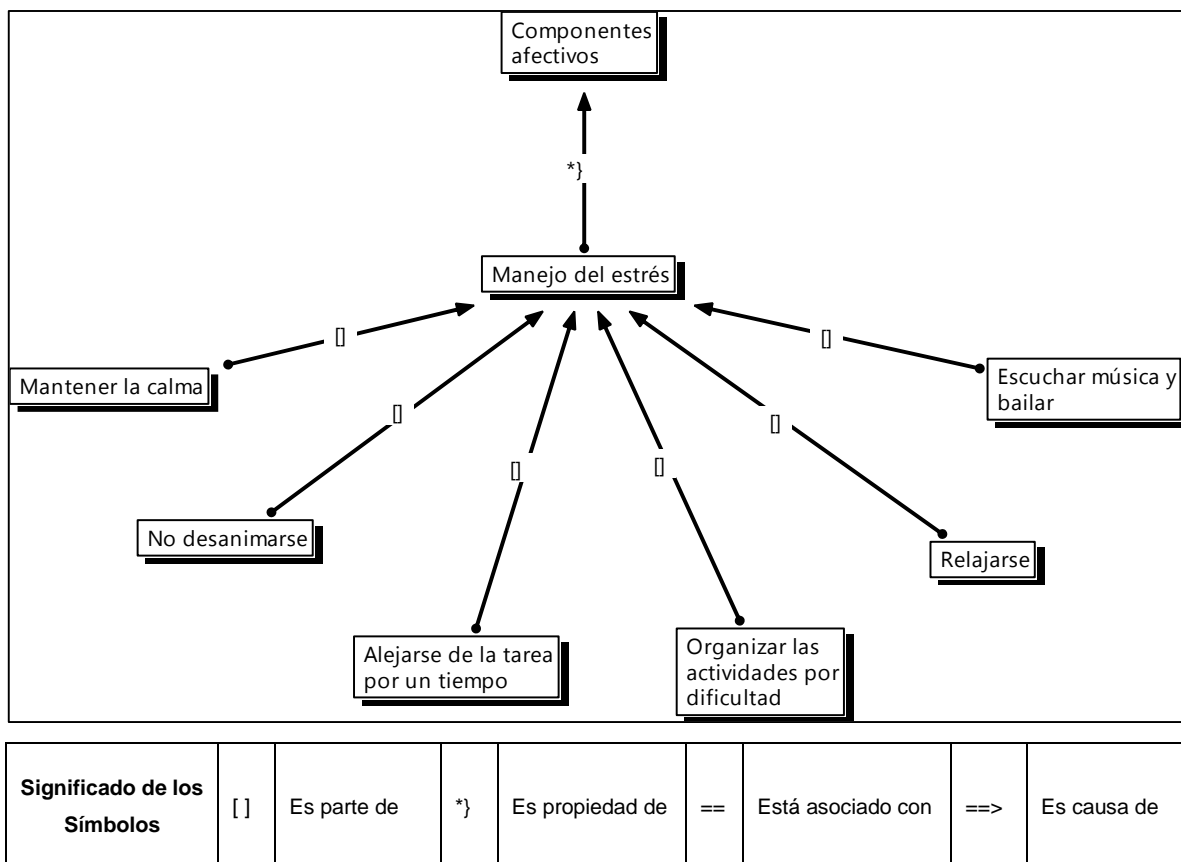 Componentes
afectivos
*}
Manejo del estrés
[]
[]
Mantener la calma
Escuchar música y
bailar
[]
[]
[]
[]
No desanimarse
Relajarse
Alejarse de la tarea
por un tiempo
Organizar las
actividades por
dificultad
Significado de los
Símbolos
[ ]
Es parte de
*}
Es propiedad de
==
Está asociado con
==>
Es causa de